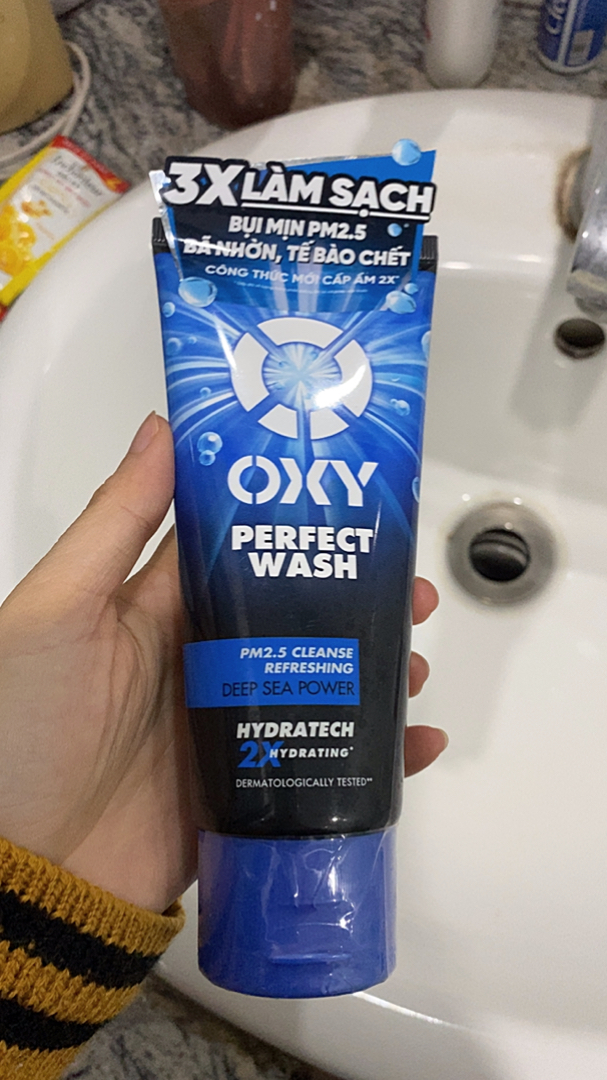 3X LÀM SẠCH
BỤI MỊN PM2.5
BÃ NHỜN, TẾ BÀO CHẾT
CÔNG THỨC MỚI CẤP ẨM 2X*
OXY
PERFECT
WASH
PM2.5 CLEANSE
REFRESHING
DEEP SEA POWER
HYDRATECH
2X HYDRATING*
DERMATOLOGICALLY TESTED**